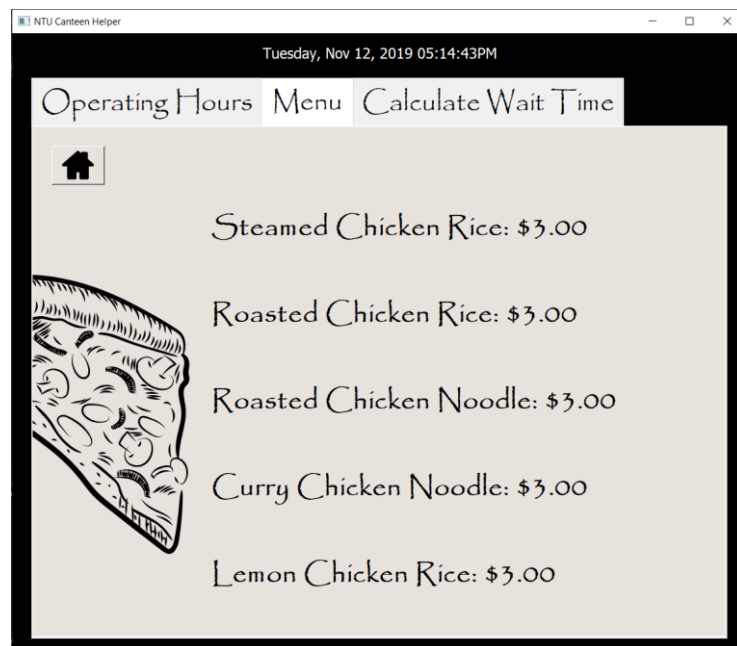 NTU Canteen Helper
Tuesday, Nov 12, 2019 05:14:43PM
Operating Hours Menu Calculate Wait Time
Steamed Chicken Rice: $3.00
Roasted Chicken Rice: $3.00
Roasted Chicken Noodle: $3.00
Curry Chicken Noodle: $3.00
Lemon Chicken Rice: $3.00